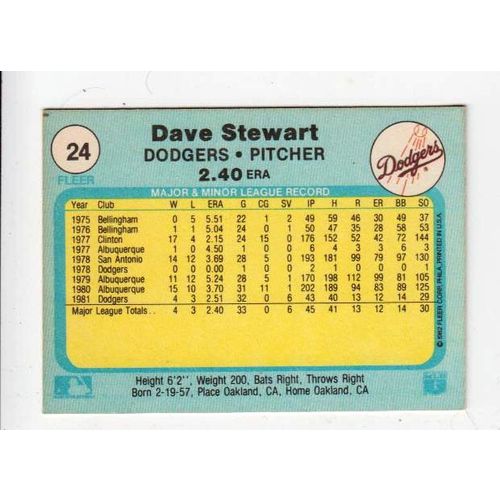 24
FLEER
Dave Stewart
DODGERS • PITCHER
2.40 ERA
Dodgers
MAJOR & MINOR LEAGUE RECORD
Year Club W L ERA G CG SV IP H R ER BB SO
1975 Bellingham 0 5 5.51 22 1 2 49 59 46 30 49 37
1976 Bellingham 1 1 5.04 24 0 1 50 47 35 28 58 53
1977 Clinton 17 4 2.15 24 15 0 176 152 52 42 72 144
1977 Albuquerque 1 0 4.50 1 0 0 6 4 3 3 6 3
1978 San Antonio 14 12 3.69 28 5 0 193 181 99 79 97 130
1978 Dodgers 0 0 0.00 1 0 0 2 1 0 0 0 1
1979 Albuquerque 11 12 5.24 28 5 1 170 198 112 99 81 105
1980 Albuquerque 15 10 3.70 31 11 1 202 189 94 83 89 125
1981 Dodgers 4 3 2.51 32 0 6 43 40 13 12 14 29
Major League Totals.. 4 3 2.40 33 0 6 45 41 13 12 14 30
© 1982 FLEER CORP. PHILA. PRINTED IN U.S.A.
Height 6'2'', Weight 200, Bats Right, Throws Right
Born 2-19-57, Place Oakland, CA, Home Oakland, CA